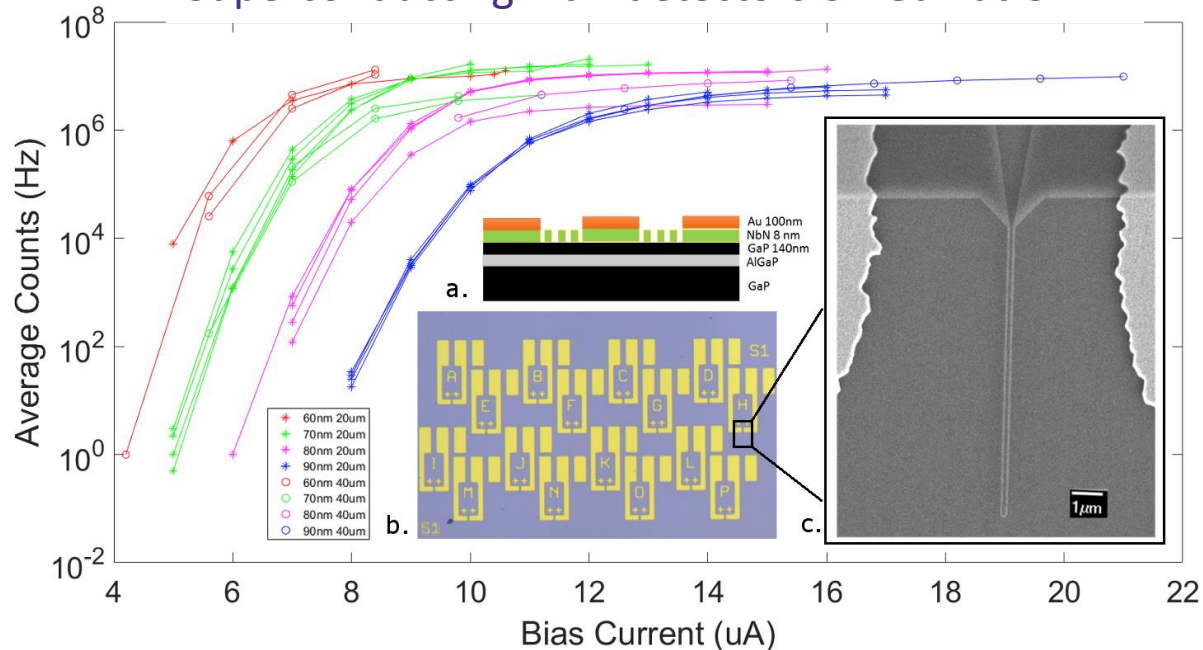 Superconducting detectors
10^8
10^6
10^4
10^2
10^0
10^-2
Average Counts (Hz)
4 6 8 10 12 14 16 18 20 22
Bias Current (uA)
60nm 20um
70nm 20um
80nm 20um
90nm 20um
60nm 40um
70nm 40um
80nm 40um
90nm 40um
a.
Au 100nm
NbN 8 nm
GaP 140nm
AlGaP
GaP
b.
A B C D S1
E F G H
I J K L
M N O P
S1
c.
1μm